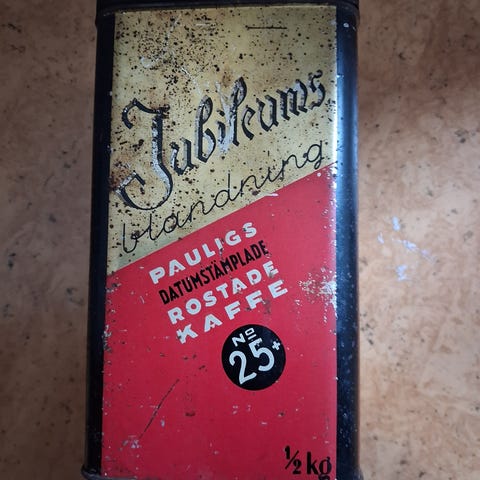 Jubileums
blandning
PAULIGS
DATUMSTÄMPLADE
ROSTADE
KAFFE
No
25+
½ kg